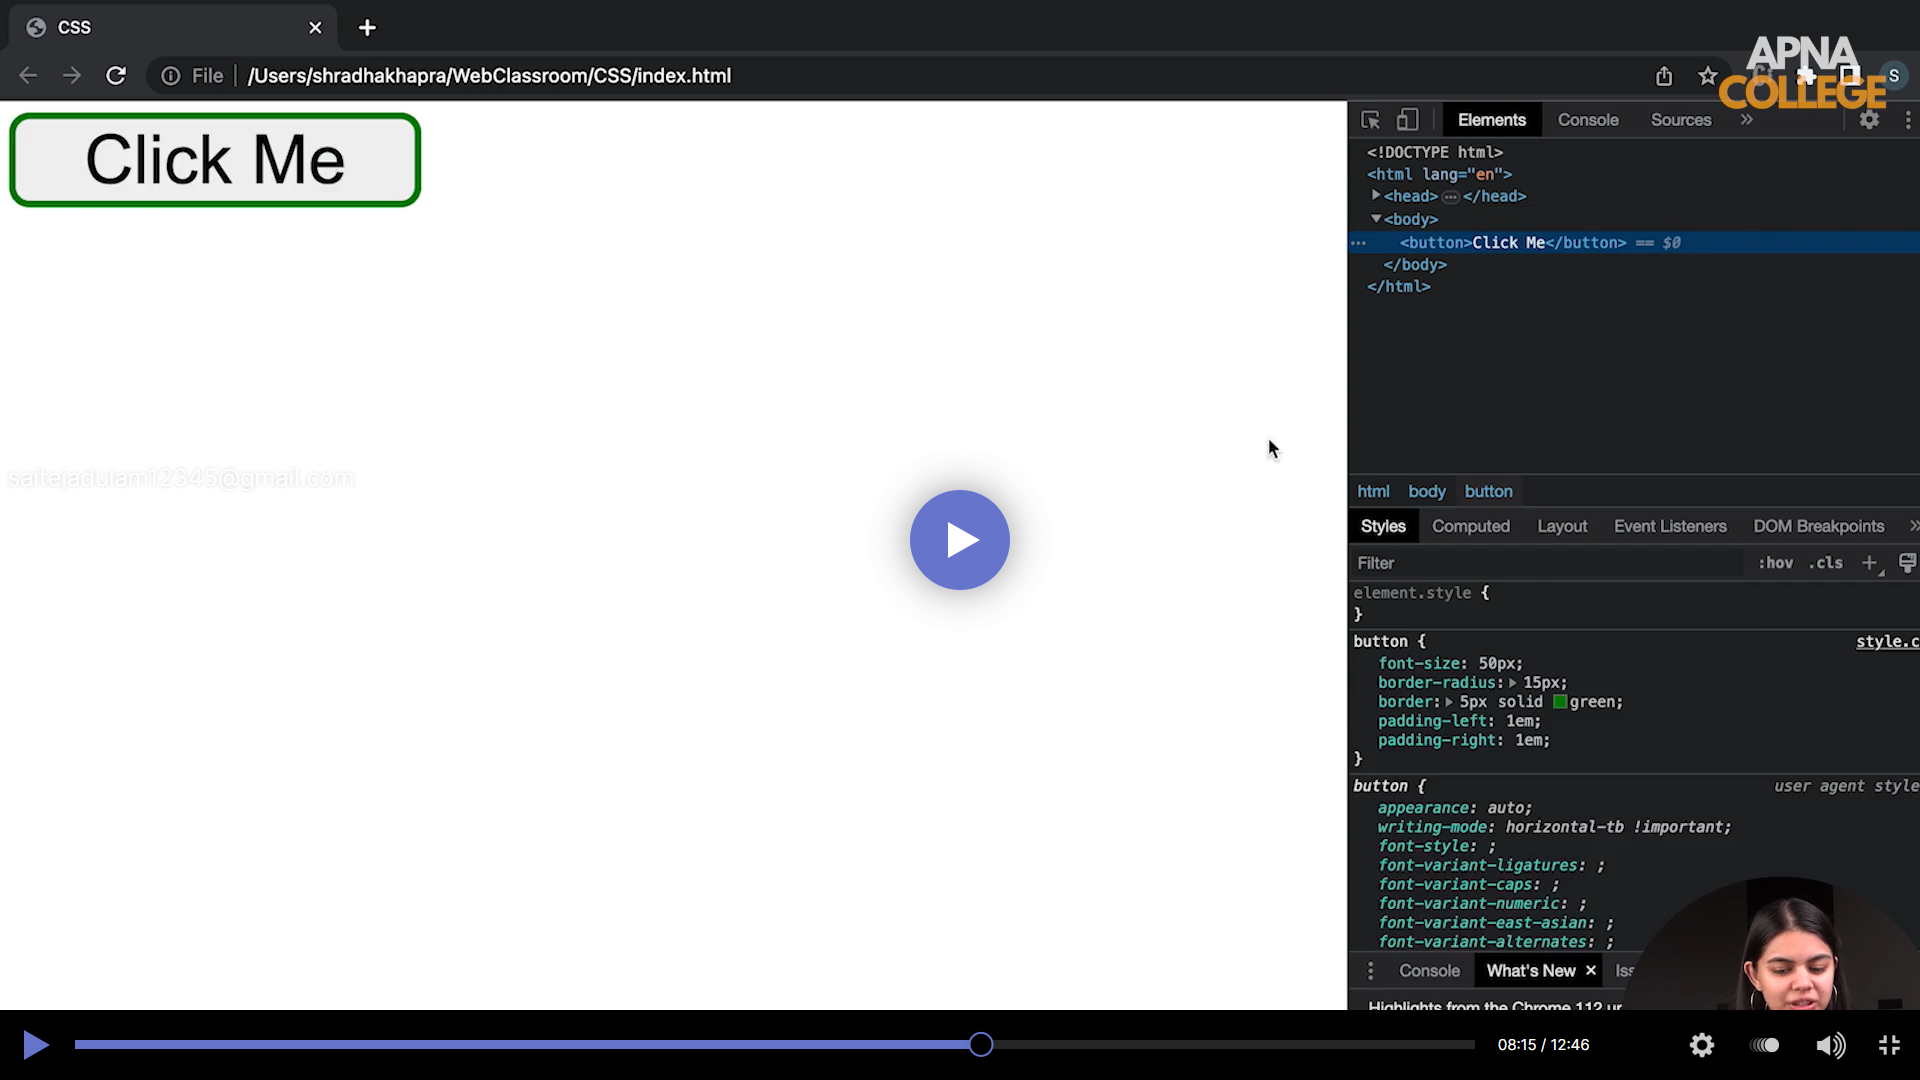 CSS
File
/Users/shradhakhapra/WebClassroom/CSS/index.html
S
APNA
COLLEGE
Click Me
saitejadulam12345@gmail.com
Elements Console Sources »
<!DOCTYPE html>
<html lang="en">
<head> … </head>
<body>
<button>Click Me</button> == $0
</body>
</html>
html body button
Styles Computed Layout Event Listeners DOM Breakpoints »
Filter :hov .cls +
element.style {
}
button { style.c
font-size: 50px;
border-radius: 15px;
border: 5px solid green;
padding-left: 1em;
padding-right: 1em;
}
button { user agent style
appearance: auto;
writing-mode: horizontal-tb !important;
font-style: ;
font-variant-ligatures: ;
font-variant-caps: ;
font-variant-numeric: ;
font-variant-east-asian: ;
font-variant-alternates: ;
Console What's New × Iss
Highlights from the Chrome 112 up
08:15 / 12:46